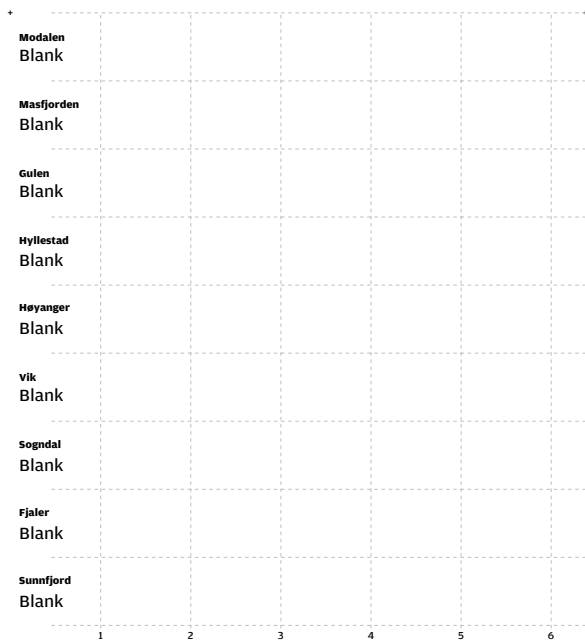 Modalen
Blank
Masfjorden
Blank
Gulen
Blank
Hyllestad
Blank
Høyanger
Blank
Vik
Blank
Sogndal
Blank
Fjaler
Blank
Sunnfjord
Blank
1 2 3 4 5 6